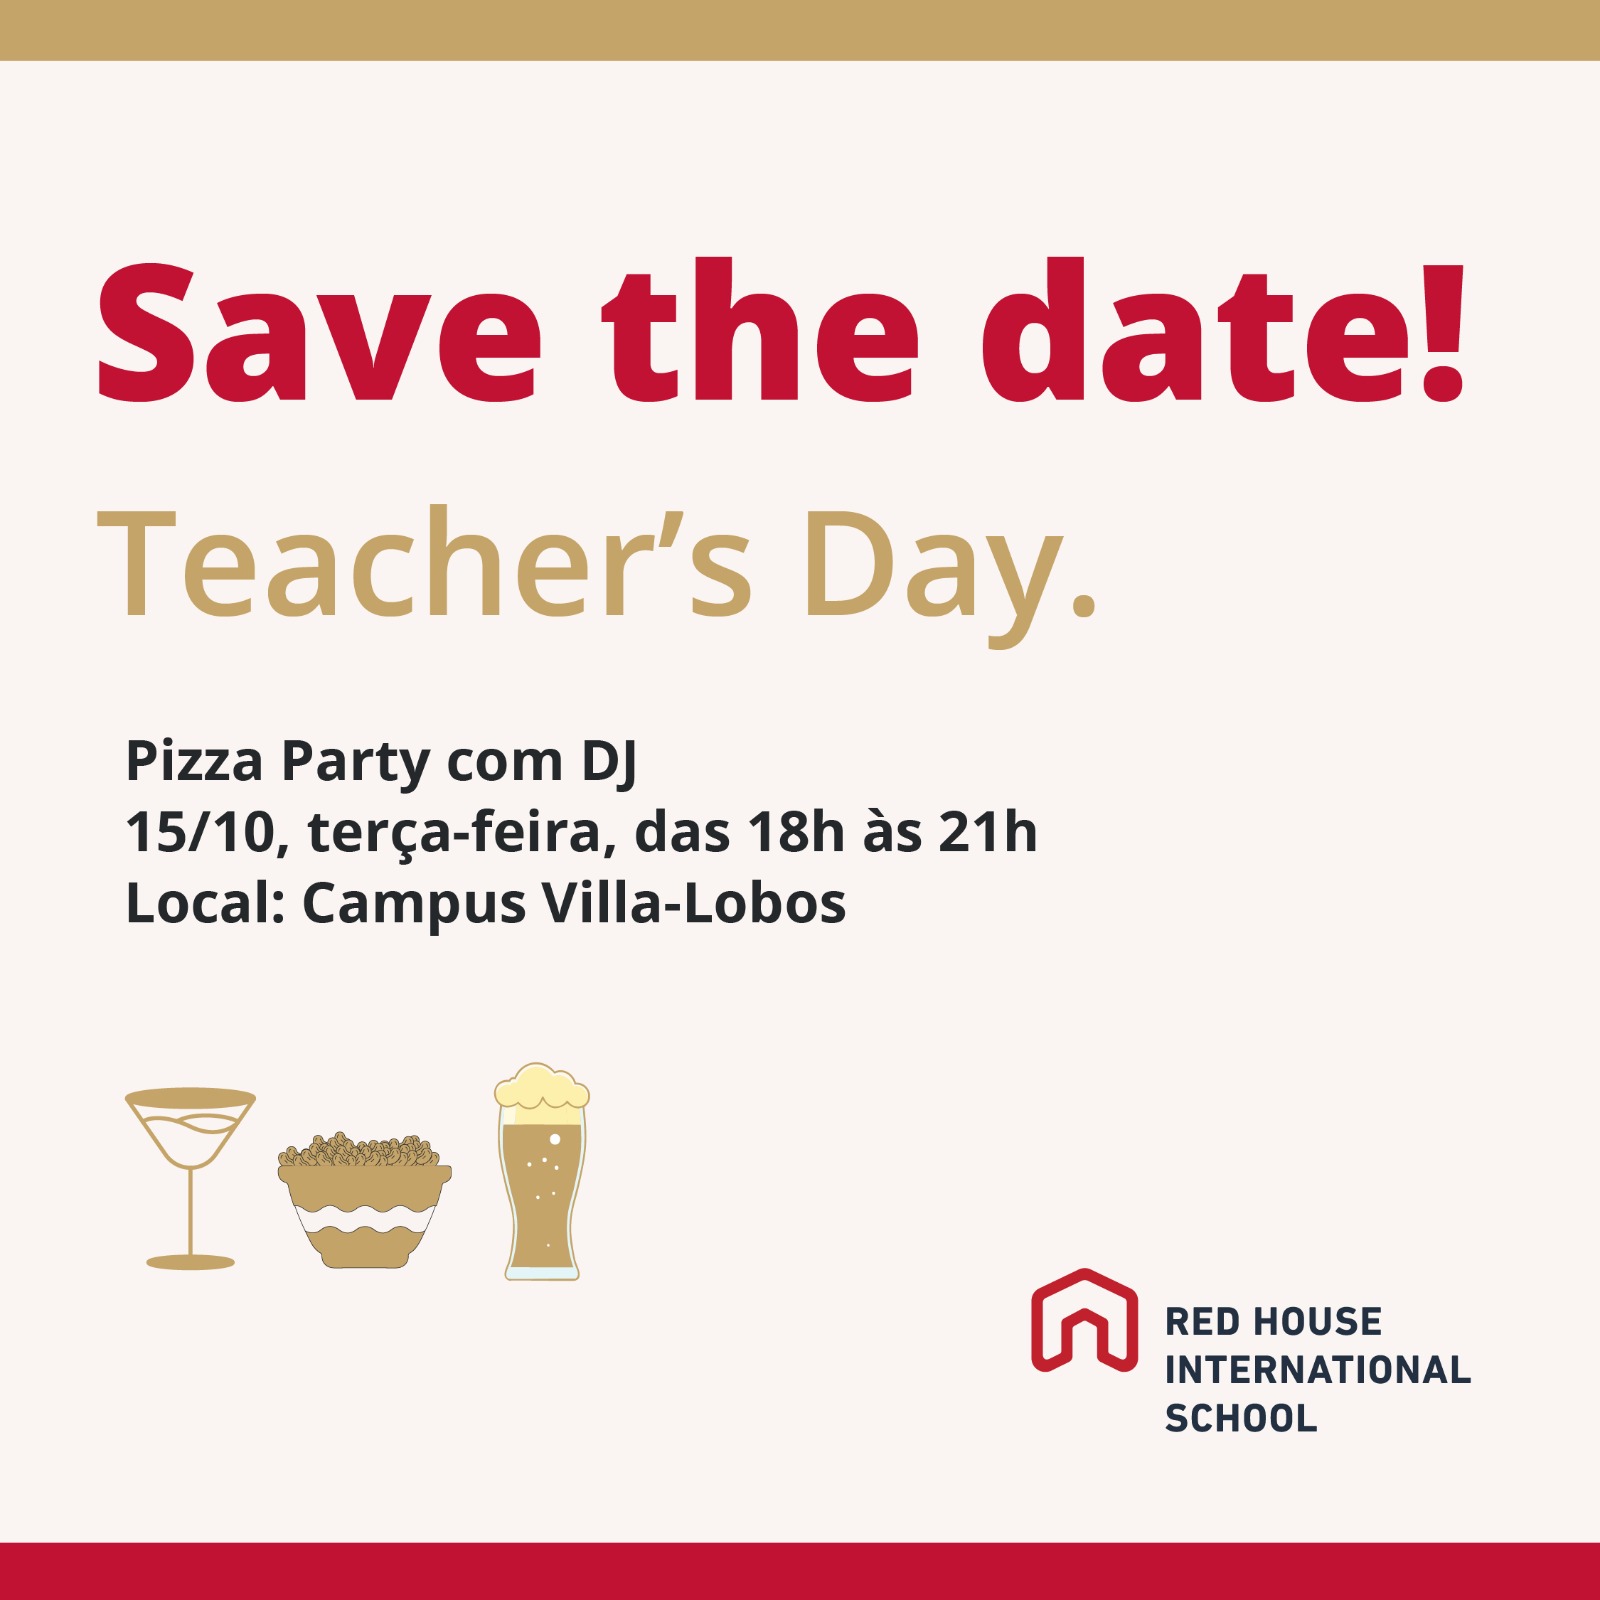 Save the date!
Teacher’s Day.
Pizza Party com DJ
15/10, terça-feira, das 18h às 21h
Local: Campus Villa-Lobos
RED HOUSE
INTERNATIONAL
SCHOOL